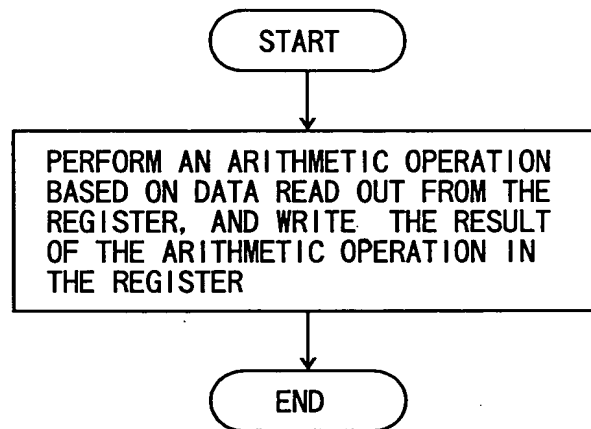 START
PERFORM AN ARITHMETIC OPERATION
BASED ON DATA READ OUT FROM THE
REGISTER, AND WRITE THE RESULT
OF THE ARITHMETIC OPERATION IN
THE REGISTER
END